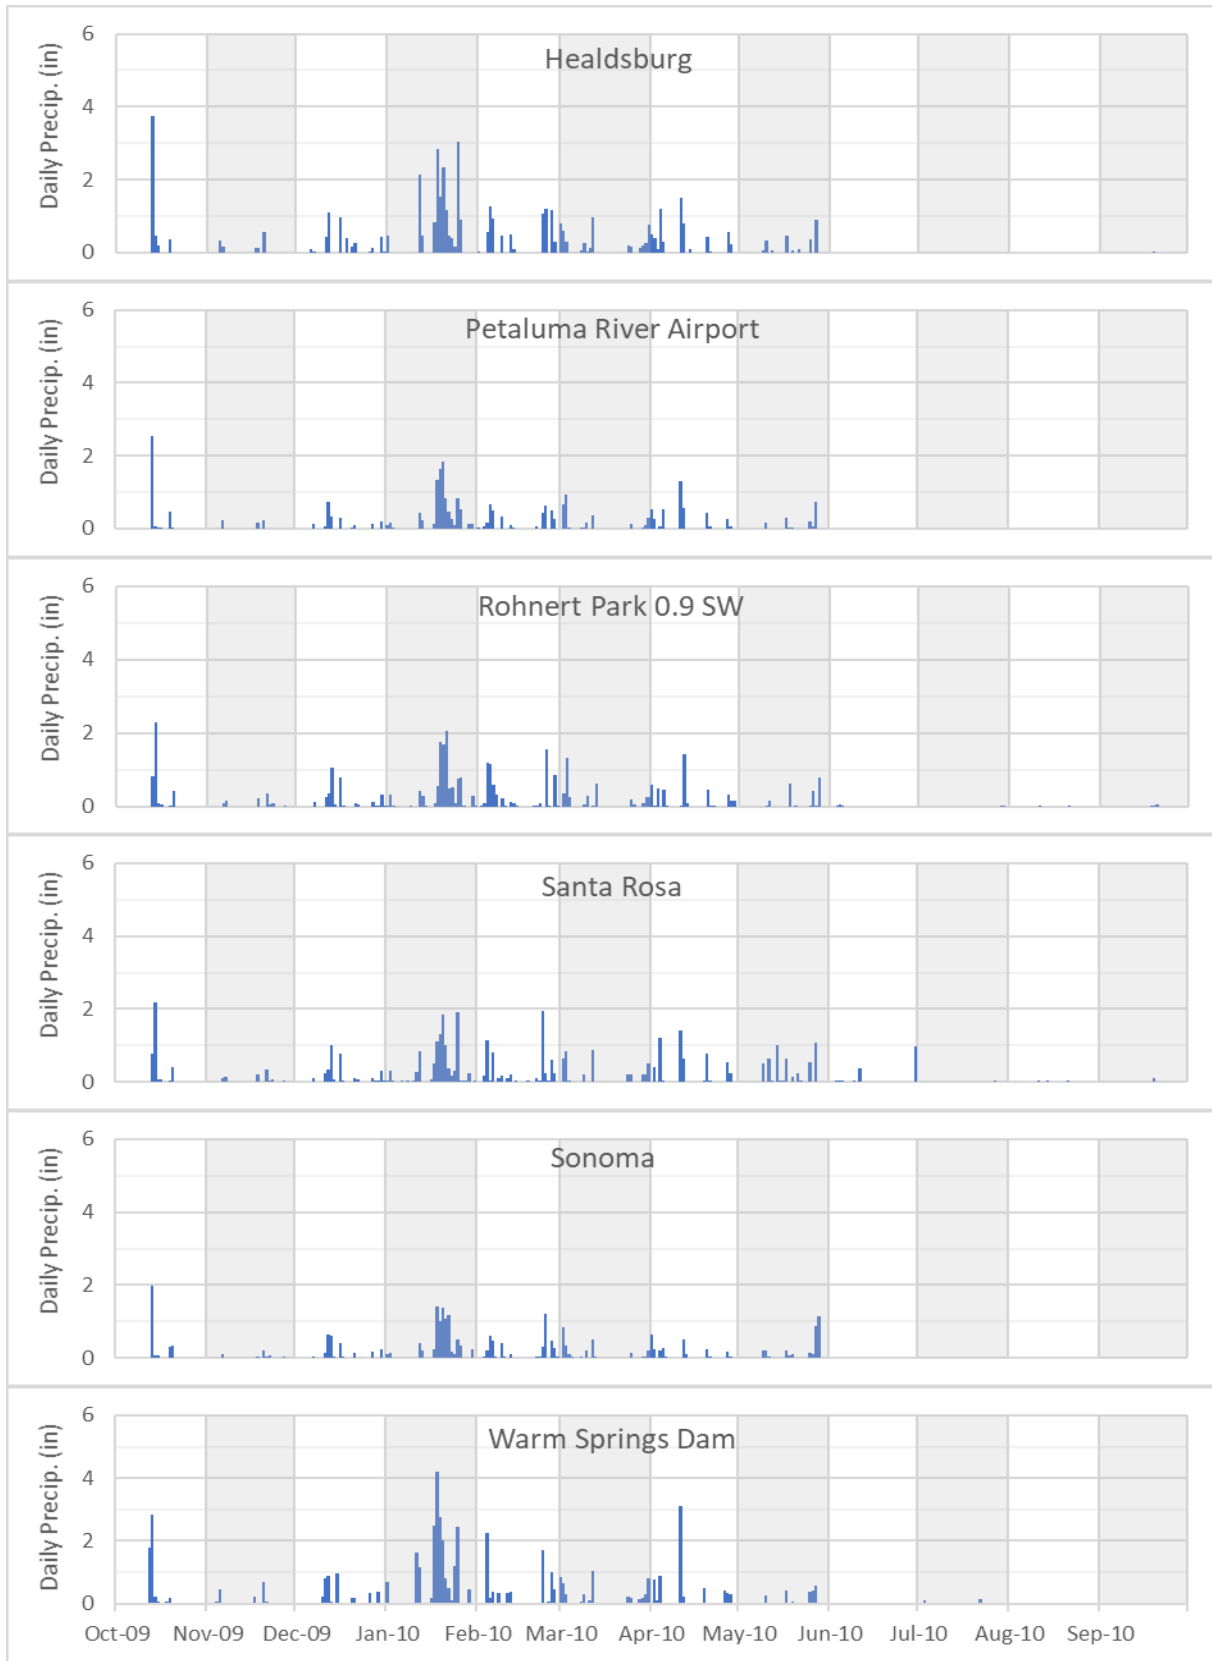 Healdsburg
Daily Precip. (in)
6
4
2
0
Petaluma River Airport
Daily Precip. (in)
6
4
2
0
Rohnert Park 0.9 SW
Daily Precip. (in)
6
4
2
0
Santa Rosa
Daily Precip. (in)
6
4
2
0
Sonoma
Daily Precip. (in)
6
4
2
0
Warm Springs Dam
Daily Precip. (in)
6
4
2
0
Oct-09 Nov-09 Dec-09 Jan-10 Feb-10 Mar-10 Apr-10 May-10 Jun-10 Jul-10 Aug-10 Sep-10